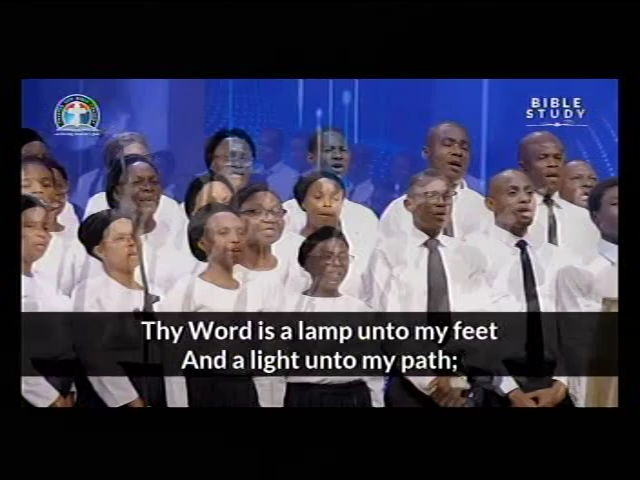 BIBLE
STUDY
Thy Word is a lamp unto my feet
And a light unto my path;